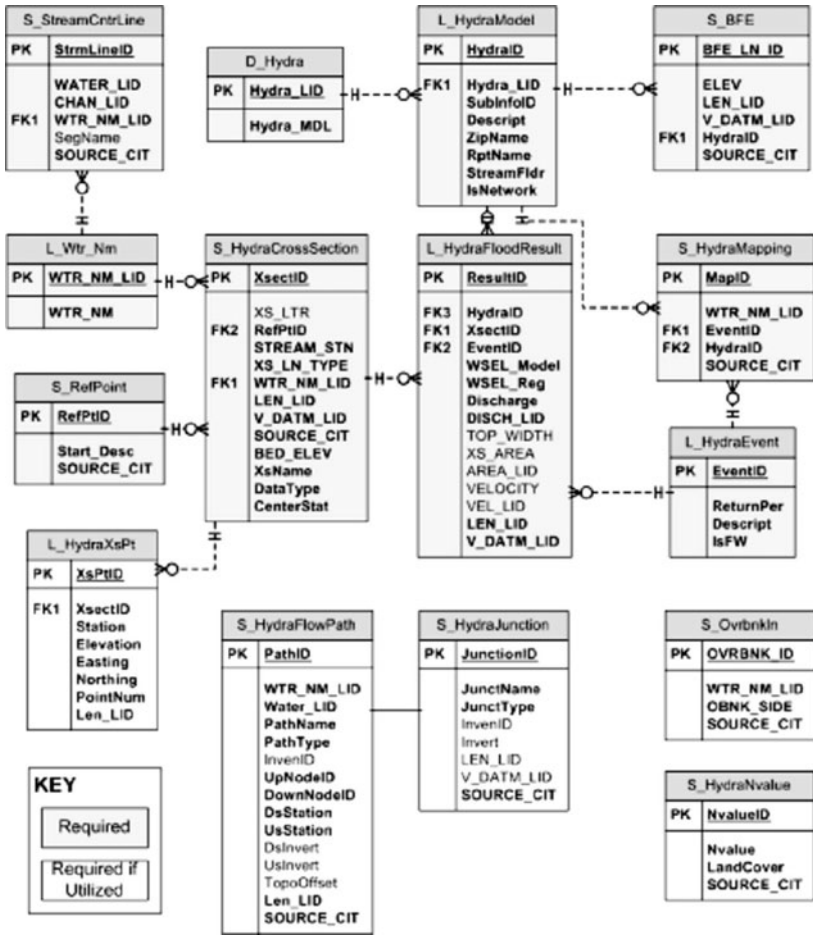 S_StreamCntrLine
PK StrmLineID
WATER_LID
CHAN_LID
FK1 WTR_NM_LID
SegName
SOURCE_CIT
D_Hydra
PK Hydra_LID
Hydra_MDL
L_HydraModel
PK HydraID
FK1 Hydra_LID
SubInfoID
Descript
ZipName
RptName
StreamFldr
IsNetwork
S_BFE
PK BFE_LN_ID
ELEV
LEN_LID
V_DATM_LID
FK1 HydraID
SOURCE_CIT
L_Wtr_Nm
PK WTR_NM_LID
WTR_NM
S_HydraCrossSection
PK XsectID
XS_LTR
FK2 RefPtID
STREAM_STN
XS_LN_TYPE
FK1 WTR_NM_LID
LEN_LID
V_DATM_LID
SOURCE_CIT
BED_ELEV
XsName
DataType
CenterStat
L_HydraFloodResult
PK ResultID
FK3 HydraID
FK1 XsectID
FK2 EventID
WSEL_Model
WSEL_Reg
Discharge
DISCH_LID
TOP_WIDTH
XS_AREA
AREA_LID
VELOCITY
VEL_LID
LEN_LID
V_DATM_LID
S_HydraMapping
PK MapID
WTR_NM_LID
FK1 EventID
FK2 HydraID
SOURCE_CIT
S_RefPoint
PK RefPtID
Start_Desc
SOURCE_CIT
L_HydraEvent
PK EventID
ReturnPer
Descript
IsFW
L_HydraXsPt
PK XsPtID
FK1 XsectID
Station
Elevation
Easting
Northing
PointNum
Len_LID
S_HydraFlowPath
PK PathID
WTR_NM_LID
Water_LID
PathName
PathType
InvenID
UpNodeID
DownNodeID
DsStation
UsStation
DsInvert
UsInvert
TopoOffset
Len_LID
SOURCE_CIT
S_HydraJunction
PK JunctionID
JunctName
JunctType
InvenID
Invert
LEN_LID
V_DATM_LID
SOURCE_CIT
S_Ovrbnkln
PK OVRBNK_ID
WTR_NM_LID
OBNK_SIDE
SOURCE_CIT
S_HydraNvalue
PK NvalueID
Nvalue
LandCover
SOURCE_CIT
KEY
Required
Required if
Utilized